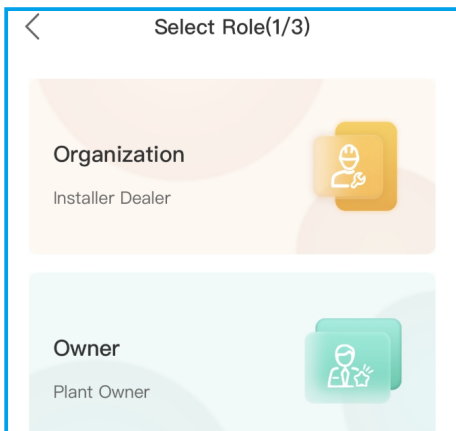 Select Role(1/3)
Organization
Installer Dealer
Owner
Plant Owner